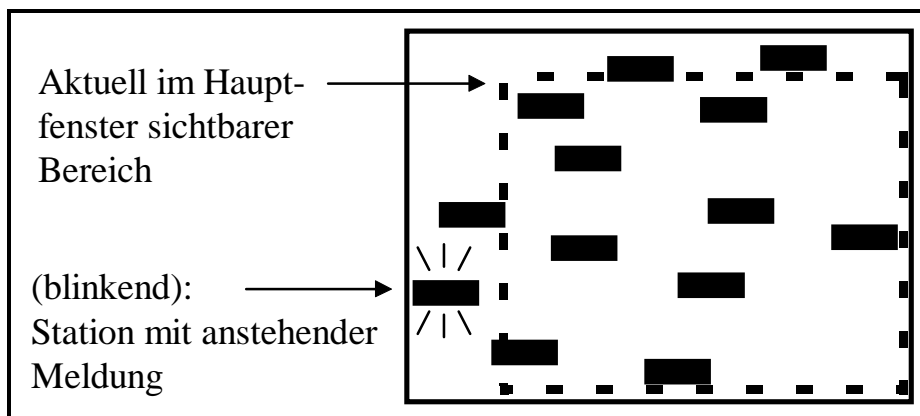 Aktuell im Haupt-
fenster sichtbarer
Bereich
(blinkend):
Station mit anstehender
Meldung